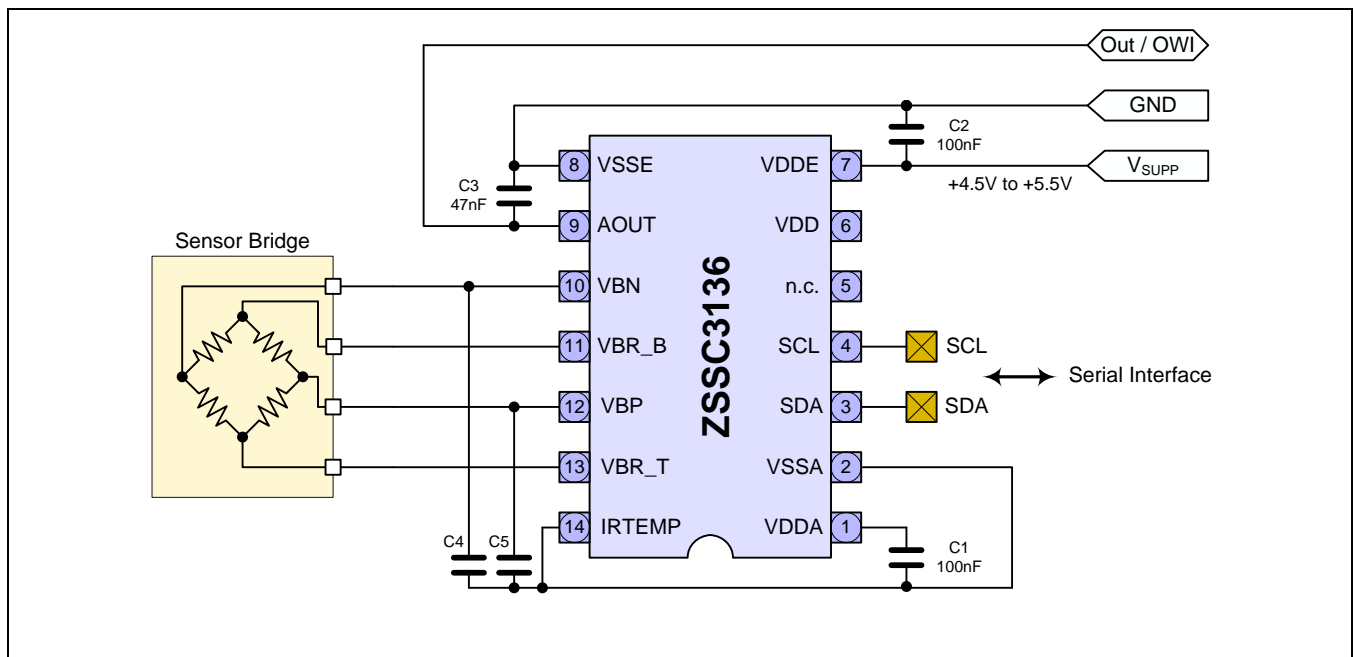 Out / OWI
GND
C2
100nF
8 VSSE
VDDE 7
V_SUPP
+4.5V to +5.5V
C3
47nF
9 AOUT
VDD 6
Sensor Bridge
10 VBN
n.c. 5
ZSSC3136
11 VBR_B
SCL 4
SCL
Serial Interface
12 VBP
SDA 3
SDA
13 VBR_T
VSSA 2
14 IRTEMP
VDDA 1
C4
C5
C1
100nF